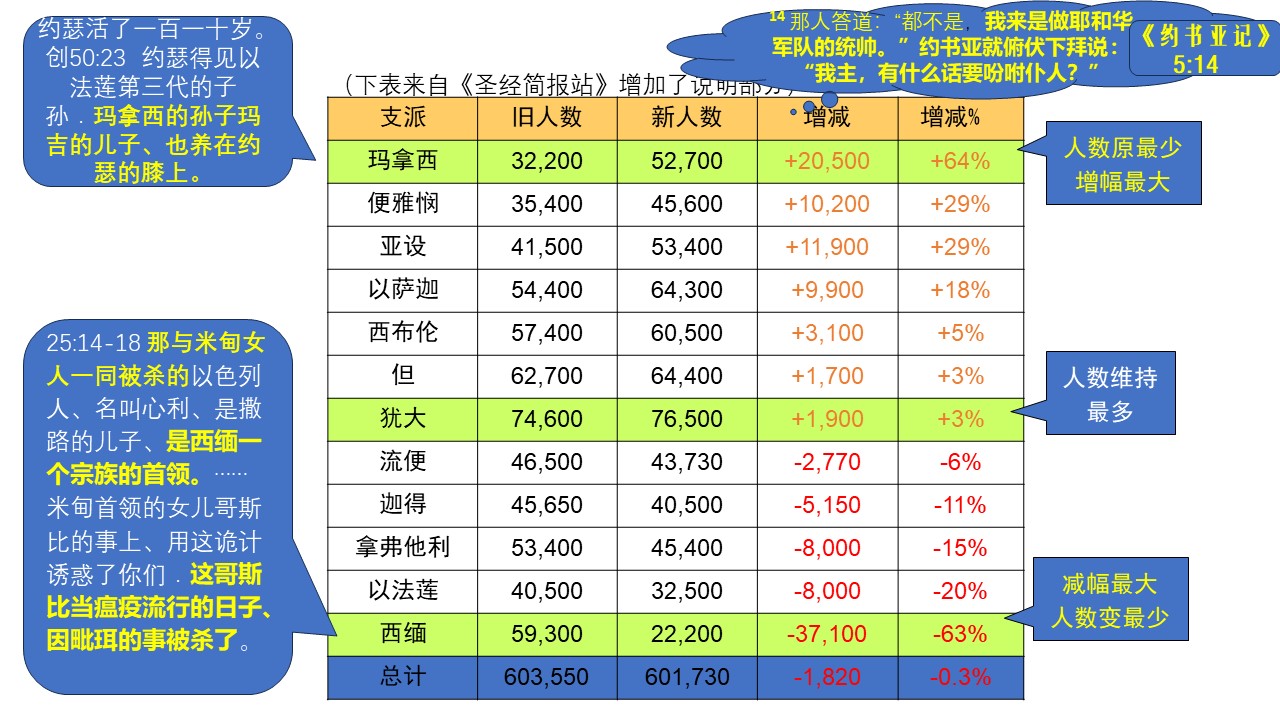 约瑟活了一百一十岁。
创50:23 约瑟得见以
法莲第三代的子
孙．玛拿西的孙子玛
吉的儿子、也养在约
瑟的膝上。
14 那人答道：“都不是，我来是做耶和华
军队的统帅。”约书亚就俯伏下拜说：
“我主，有什么话要吩咐仆人？”
《约书亚记》
5:14
（下表来自《圣经简报站》增加了说明部分）
支派 旧人数 新人数 增减 增减%
玛拿西 32,200 52,700 +20,500 +64%
便雅悯 35,400 45,600 +10,200 +29%
亚设 41,500 53,400 +11,900 +29%
以萨迦 54,400 64,300 +9,900 +18%
西布伦 57,400 60,500 +3,100 +5%
但 62,700 64,400 +1,700 +3%
犹大 74,600 76,500 +1,900 +3%
流便 46,500 43,730 -2,770 -6%
迦得 45,650 40,500 -5,150 -11%
拿弗他利 53,400 45,400 -8,000 -15%
以法莲 40,500 32,500 -8,000 -20%
西缅 59,300 22,200 -37,100 -63%
总计 603,550 601,730 -1,820 -0.3%
人数原最少
增幅最大
人数维持
最多
减幅最大
人数变最少
25:14-18 那与米甸女
人一同被杀的以色列
人、名叫心利、是撒
路的儿子、是西缅一
个宗族的首领。……
米甸首领的女儿哥斯
比的事上、用这诡计
诱惑了你们．这哥斯
比当瘟疫流行的日子、
因毗珥的事被杀了。